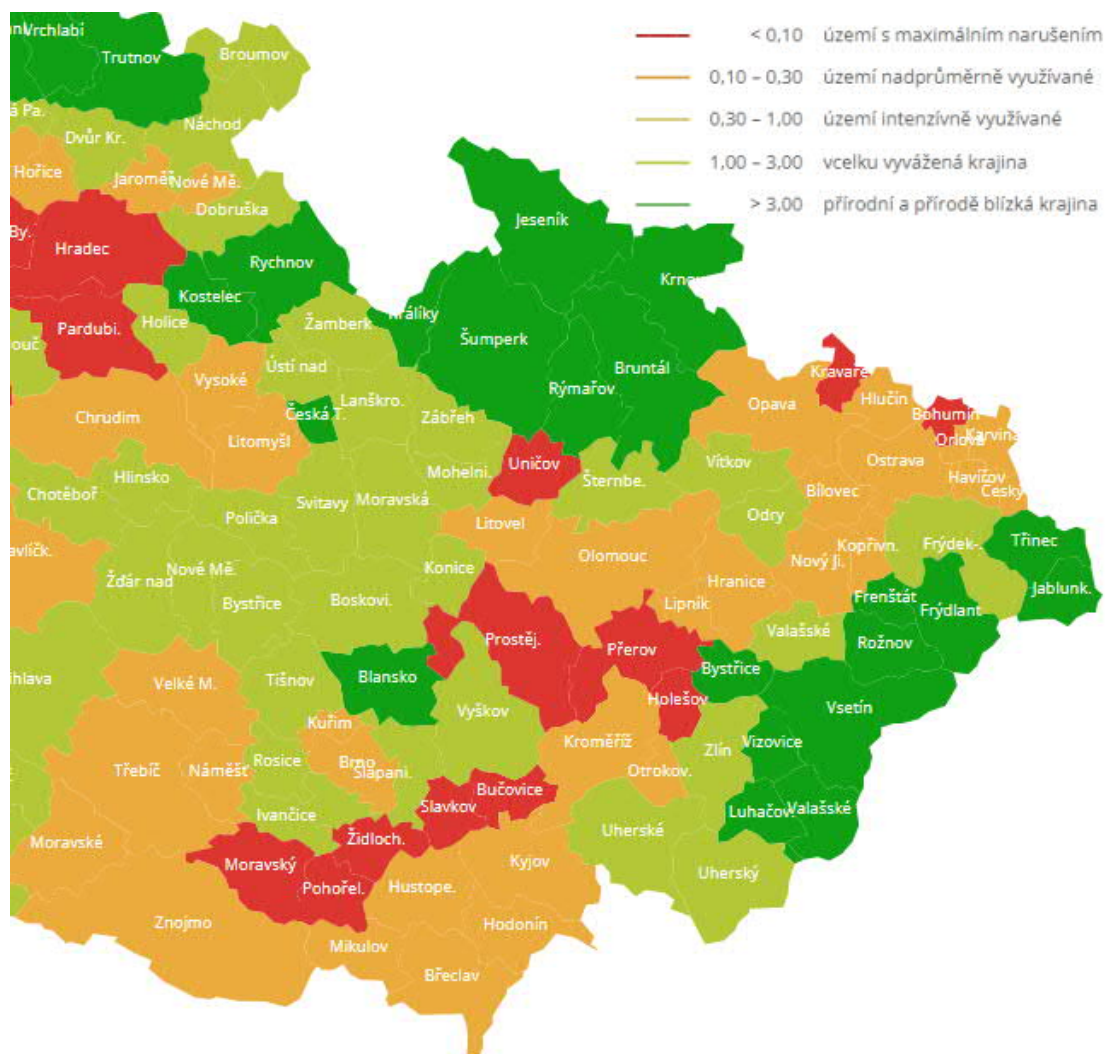 Vrchlabí
Trutnov
Broumov
< 0,10 území s maximálním narušením
0,10 – 0,30 území nadprůměrně využívané
0,30 – 1,00 území intenzívně využívané
1,00 – 3,00 vcelku vyvážená krajina
> 3,00 přírodní a přírodě blízká krajina
á Pa.
Náchod
Dvůr Kr.
Hořice
Jaroměř
Nové Mě.
Dobruška
Jeseník
By.
Hradec
Rychnov
Krnov
Kostelec
Králíky
Pardubi.
Holice
Žamberk
Šumperk
ouč
Ústí nad
Bruntál
Vysoké
Rýmařov
Kravaře
Lanškro.
Opava
Hlučín
Chrudim
Česká T.
Zábřeh
Bohumín
Litomyšl
Orlová
Karviná
Uničov
Vítkov
Ostrava
Hlinsko
Mohelni.
Šternbe.
Havířov
Chotěboř
Svitavy
Moravská
Bílovec
Český
Polička
Odry
Litovel
Třinec
avlíčk.
Olomouc
Kopřivn.
Frýdek-.
Nový Ji.
Konice
Žďár nad
Nové Mě.
Hranice
Jablunk.
Bystřice
Boskovi.
Lipník
Frenštát
Frýdlant
Valašské
Prostěj.
Přerov
Rožnov
ihlava
Velké M.
Tišnov
Blansko
Bystřice
Holešov
Vsetín
Vyškov
Kuřim
Kroměříž
Vizovice
Zlín
Třebíč
Náměšť
Rosice
Brno
Šlapani.
Otrokov.
Bučovice
Slavkov
Ivančice
Luhačov.
Valašské
Uherské
Moravské
Židloch.
Moravský
Kyjov
Uherský
Pohořel.
Hustope.
Znojmo
Hodonín
Mikulov
Břeclav